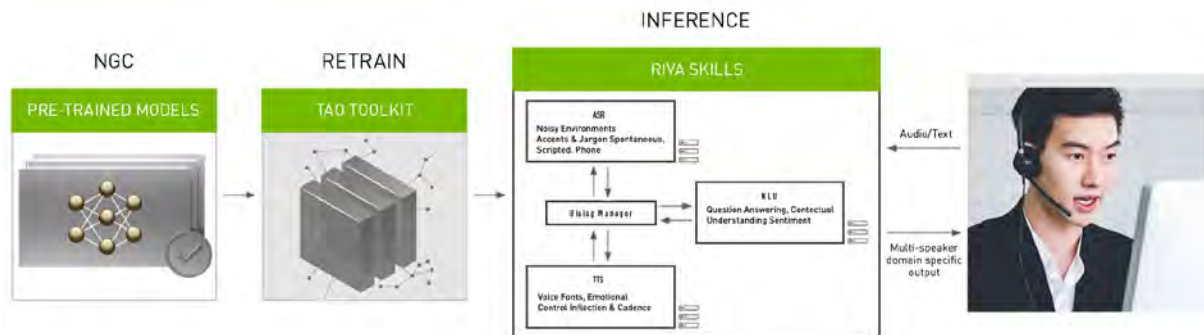 INFERENCE
NGC
RETRAIN
PRE-TRAINED MODELS
TAO TOOLKIT
RIVA SKILLS
ASR
Noisy Environments
Accents & Jargon Spontaneous,
Scripted, Phone
Dialog Manager
NLU
Question Answering, Contectual
Understanding Sentiment
TTS
Voice Fonts, Emotional
Control Inflection & Cadence
Audio/Text
Multi-speaker
domain specific
output